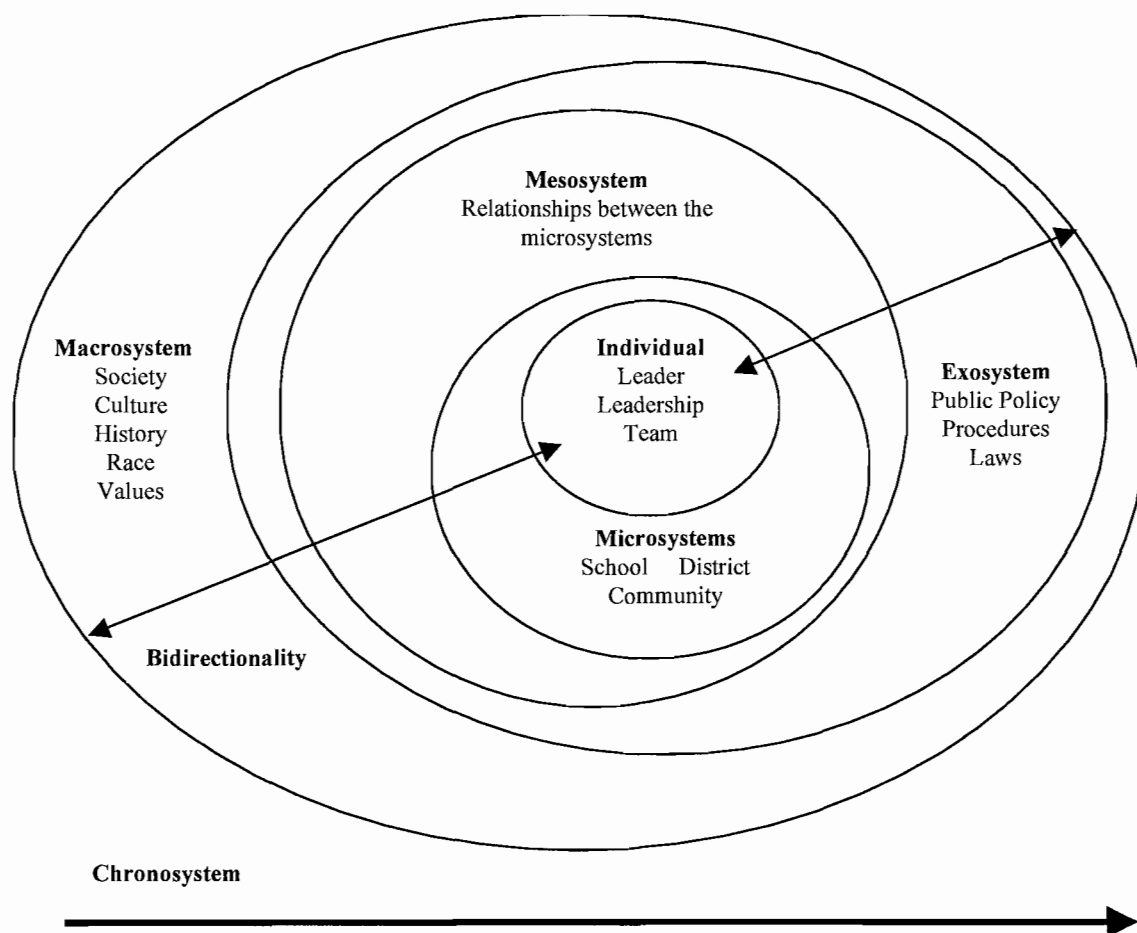 Mesosystem
Relationships between the
microsystems
Macrosystem
Society
Culture
History
Race
Values
Individual
Leader
Leadership
Team
Exosystem
Public Policy
Procedures
Laws
Microsystems
School District
Community
Bidirectionality
Chronosystem